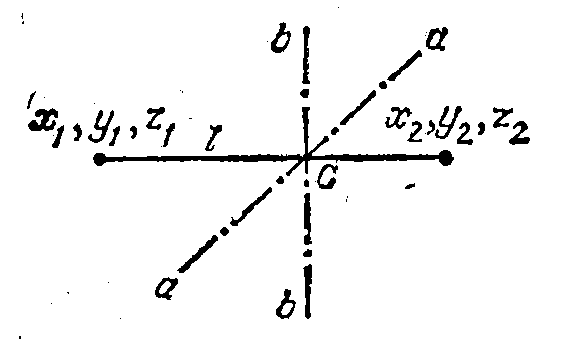 b a
x₁, y₁, z₁ l x₂, y₂, z₂
C
a b